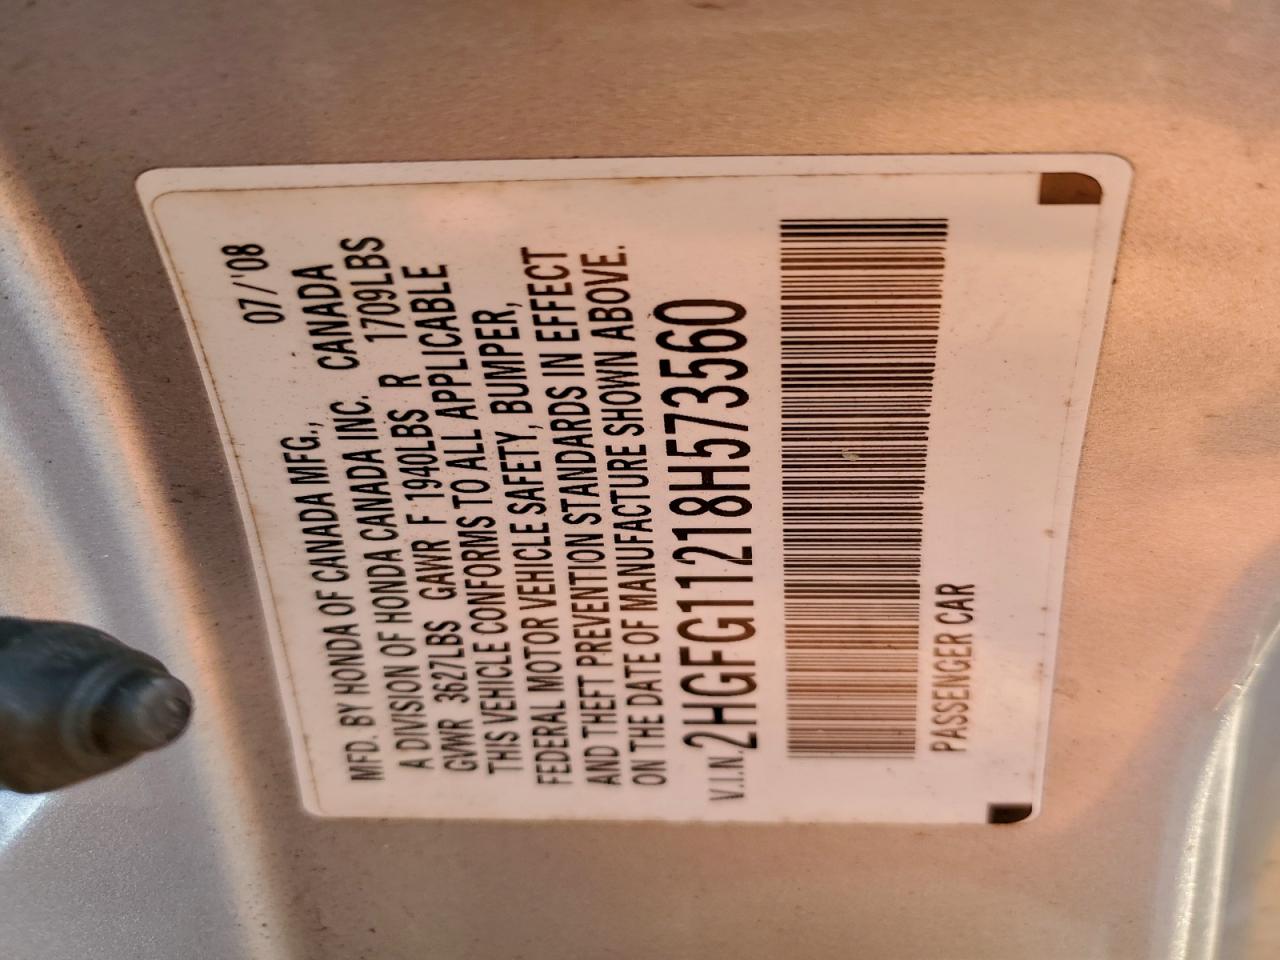 07/'08
MFD. BY HONDA OF CANADA MFG., CANADA
A DIVISION OF HONDA CANADA INC.
GVWR 3627LBS GAWR F 1940LBS R 1709LBS
THIS VEHICLE CONFORMS TO ALL APPLICABLE
FEDERAL MOTOR VEHICLE SAFETY, BUMPER,
AND THEFT PREVENTION STANDARDS IN EFFECT
ON THE DATE OF MANUFACTURE SHOWN ABOVE.
V.I.N. 2HGFG11218H573560
PASSENGER CAR